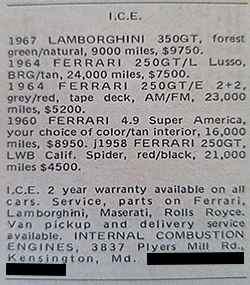 I.C.E.
1967 LAMBORGHINI 350GT, forest
green/natural, 9000 miles, $9750.
1964 FERRARI 250GT/L Lusso,
BRG/tan, 24,000 miles, $7500.
1964 FERRARI 250GT/E 2+2,
grey/red, tape deck, AM/FM, 23,000
miles, $5200.
1960 FERRARI 4.9 Super America,
your choice of color/tan interior, 16,000
miles, $8950. j1958 FERRARI 250GT,
LWB Calif. Spider, red/black, 21,000
miles $4500.
I.C.E. 2 year warranty available on all
cars. Service, parts on Ferrari,
Lamborghini, Maserati, Rolls Royce.
Van pickup and delivery service
available. INTERNAL COMBUSTION
ENGINES, 3837 Plyers Mill Rd.,
Kensington, Md.